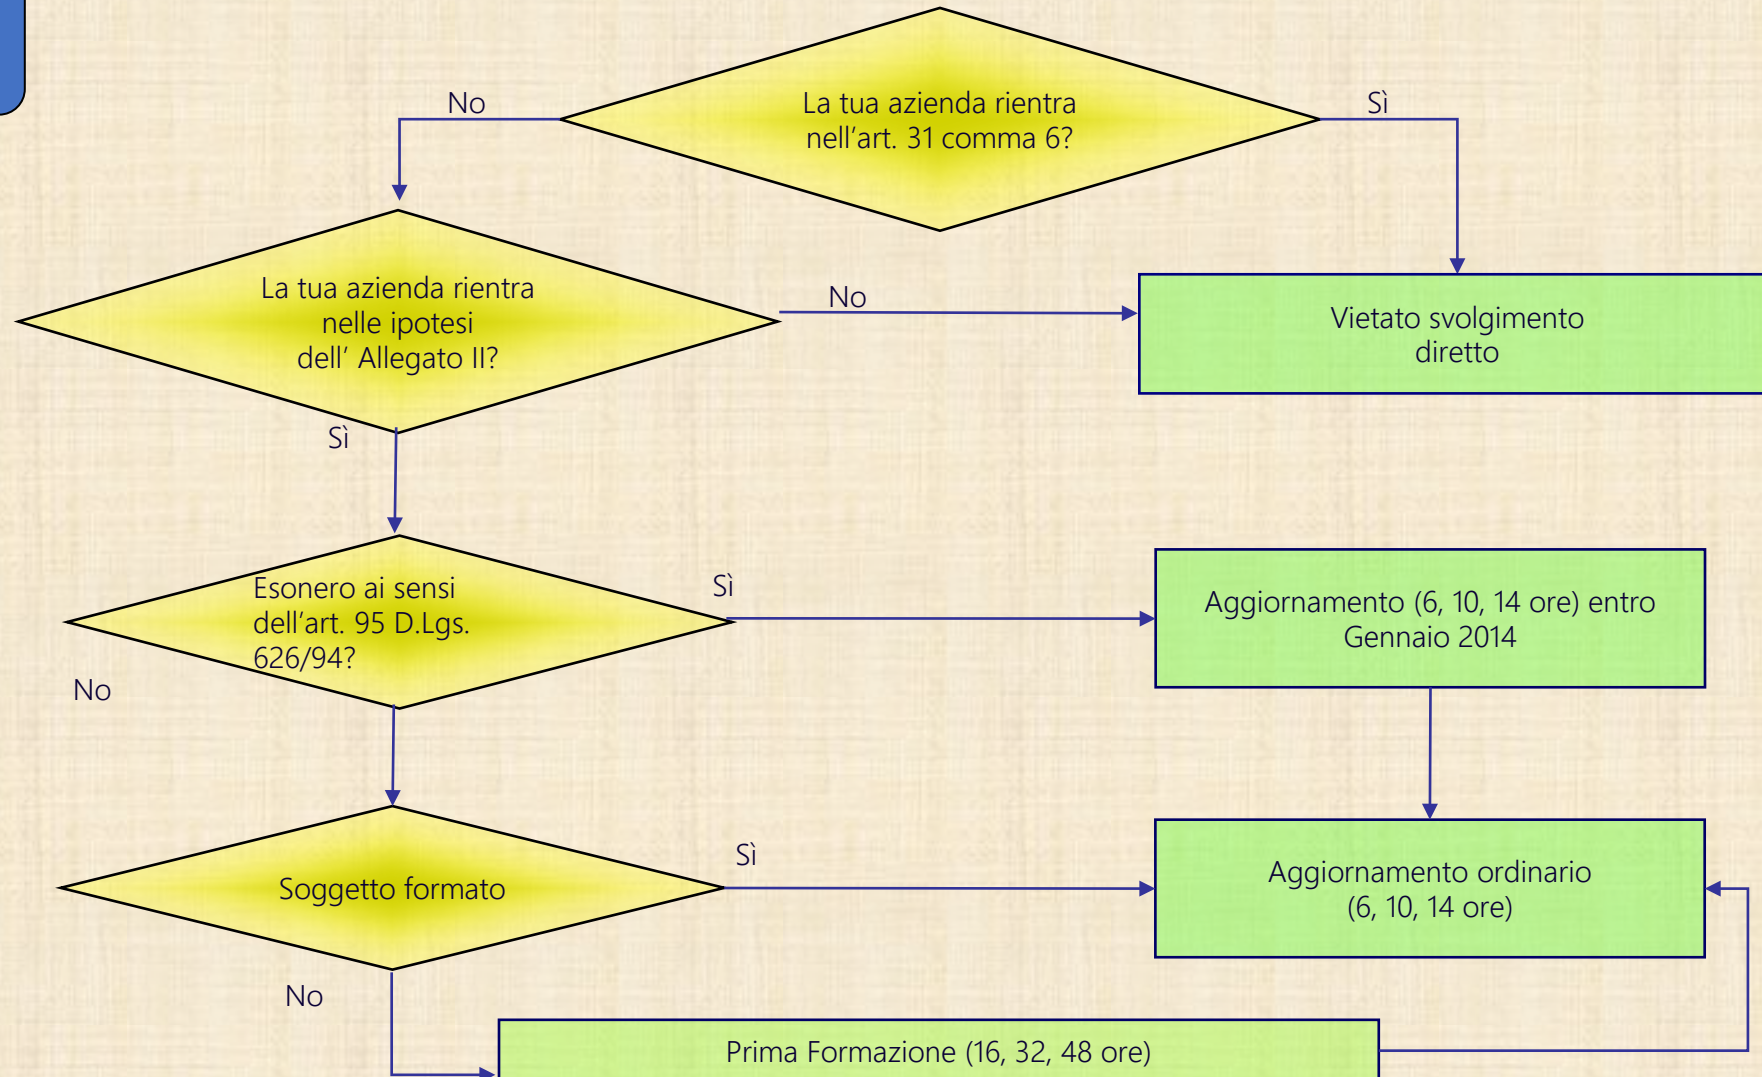 No
La tua azienda rientra
nell'art. 31 comma 6?
Sì
La tua azienda rientra
nelle ipotesi
dell' Allegato II?
No
Vietato svolgimento
diretto
Sì
Esonero ai sensi
dell'art. 95 D.Lgs.
626/94?
Sì
Aggiornamento (6, 10, 14 ore) entro
Gennaio 2014
No
Soggetto formato
Sì
Aggiornamento ordinario
(6, 10, 14 ore)
No
Prima Formazione (16, 32, 48 ore)